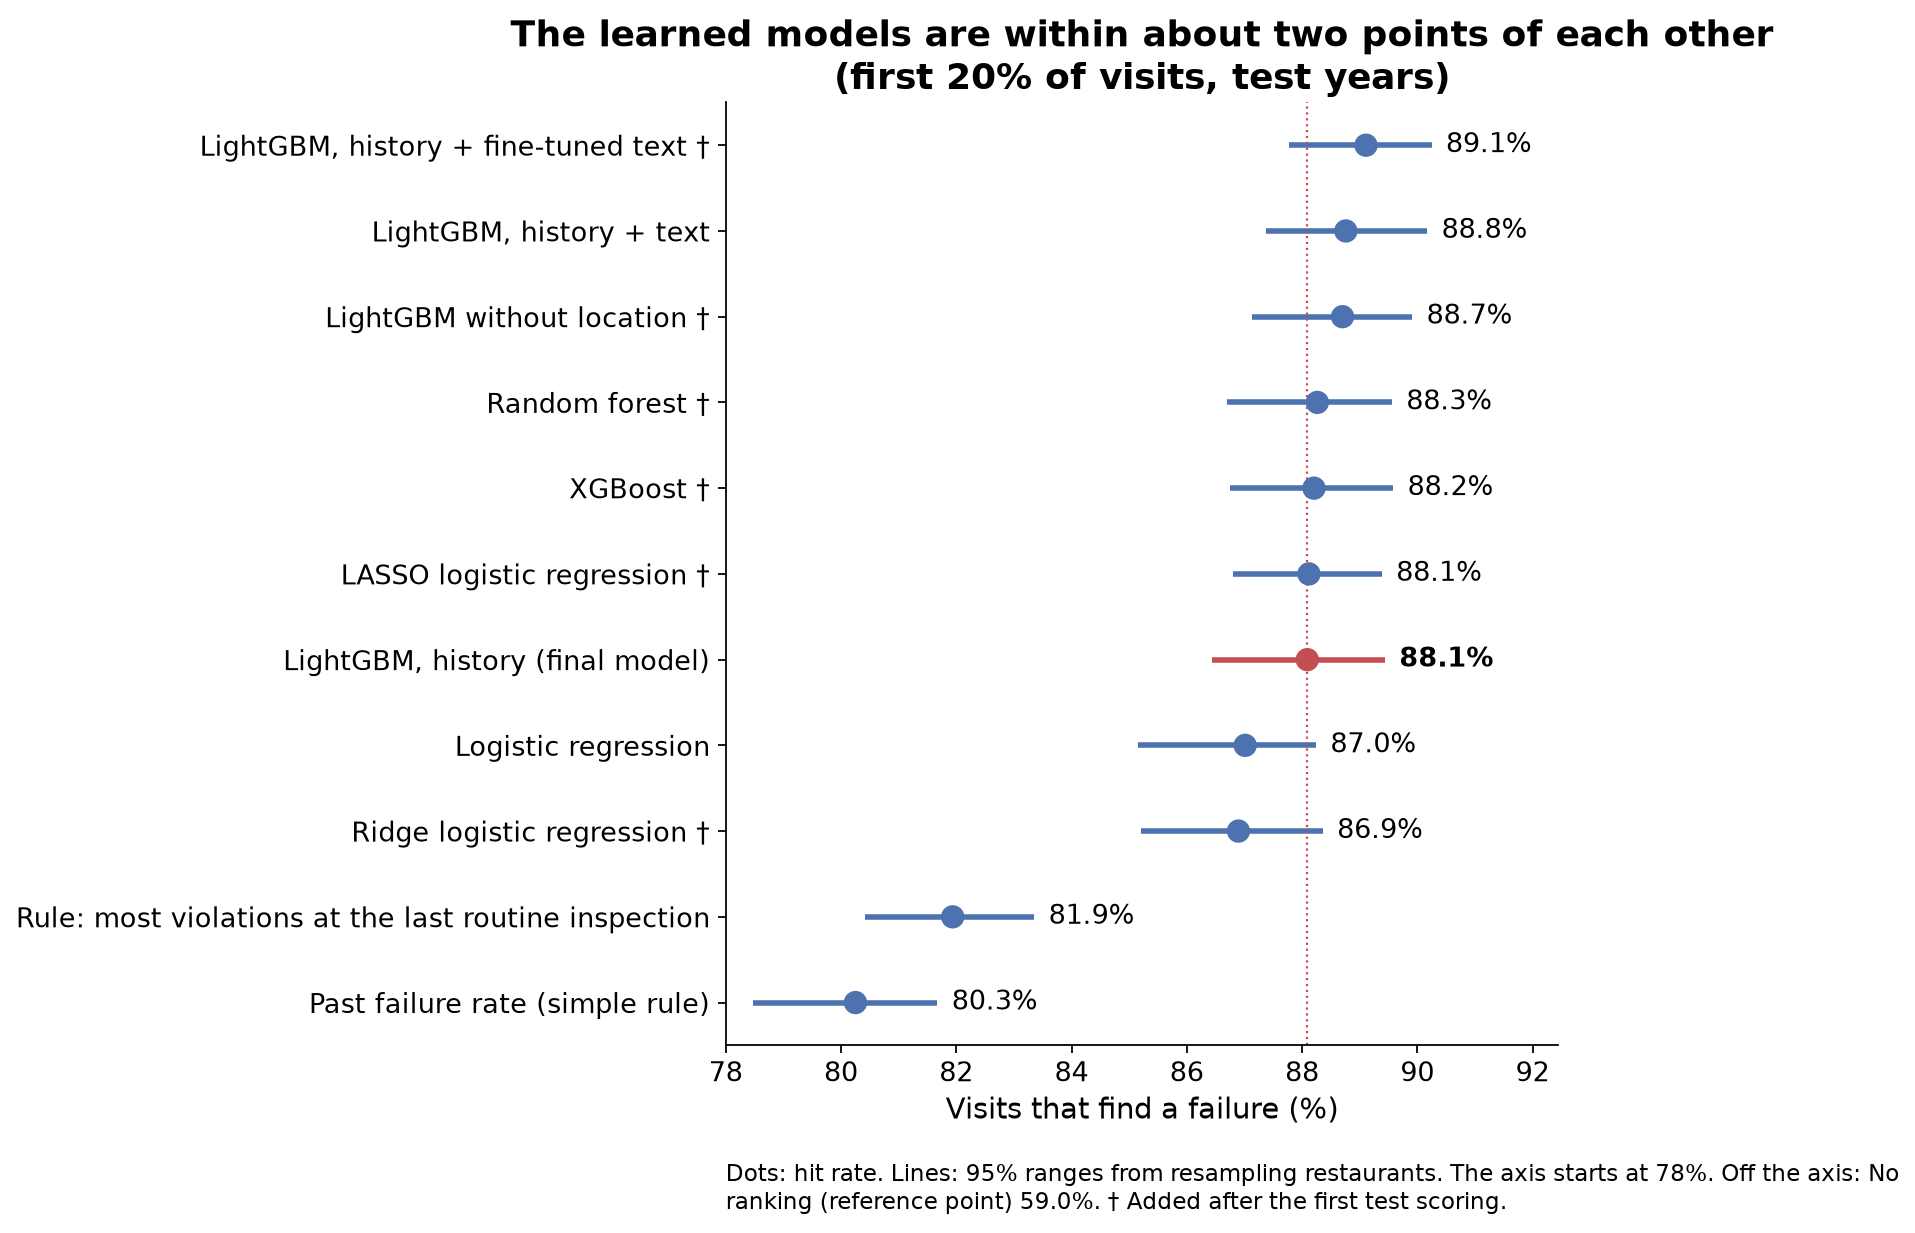 The learned models are within about two points of each other
(first 20% of visits, test years)
LightGBM, history + fine-tuned text † 89.1%
LightGBM, history + text 88.8%
LightGBM without location † 88.7%
Random forest † 88.3%
XGBoost † 88.2%
LASSO logistic regression † 88.1%
LightGBM, history (final model) 88.1%
Logistic regression 87.0%
Ridge logistic regression † 86.9%
Rule: most violations at the last routine inspection 81.9%
Past failure rate (simple rule) 80.3%
78 80 82 84 86 88 90 92
Visits that find a failure (%)
Dots: hit rate. Lines: 95% ranges from resampling restaurants. The axis starts at 78%. Off the axis: No
ranking (reference point) 59.0%. † Added after the first test scoring.